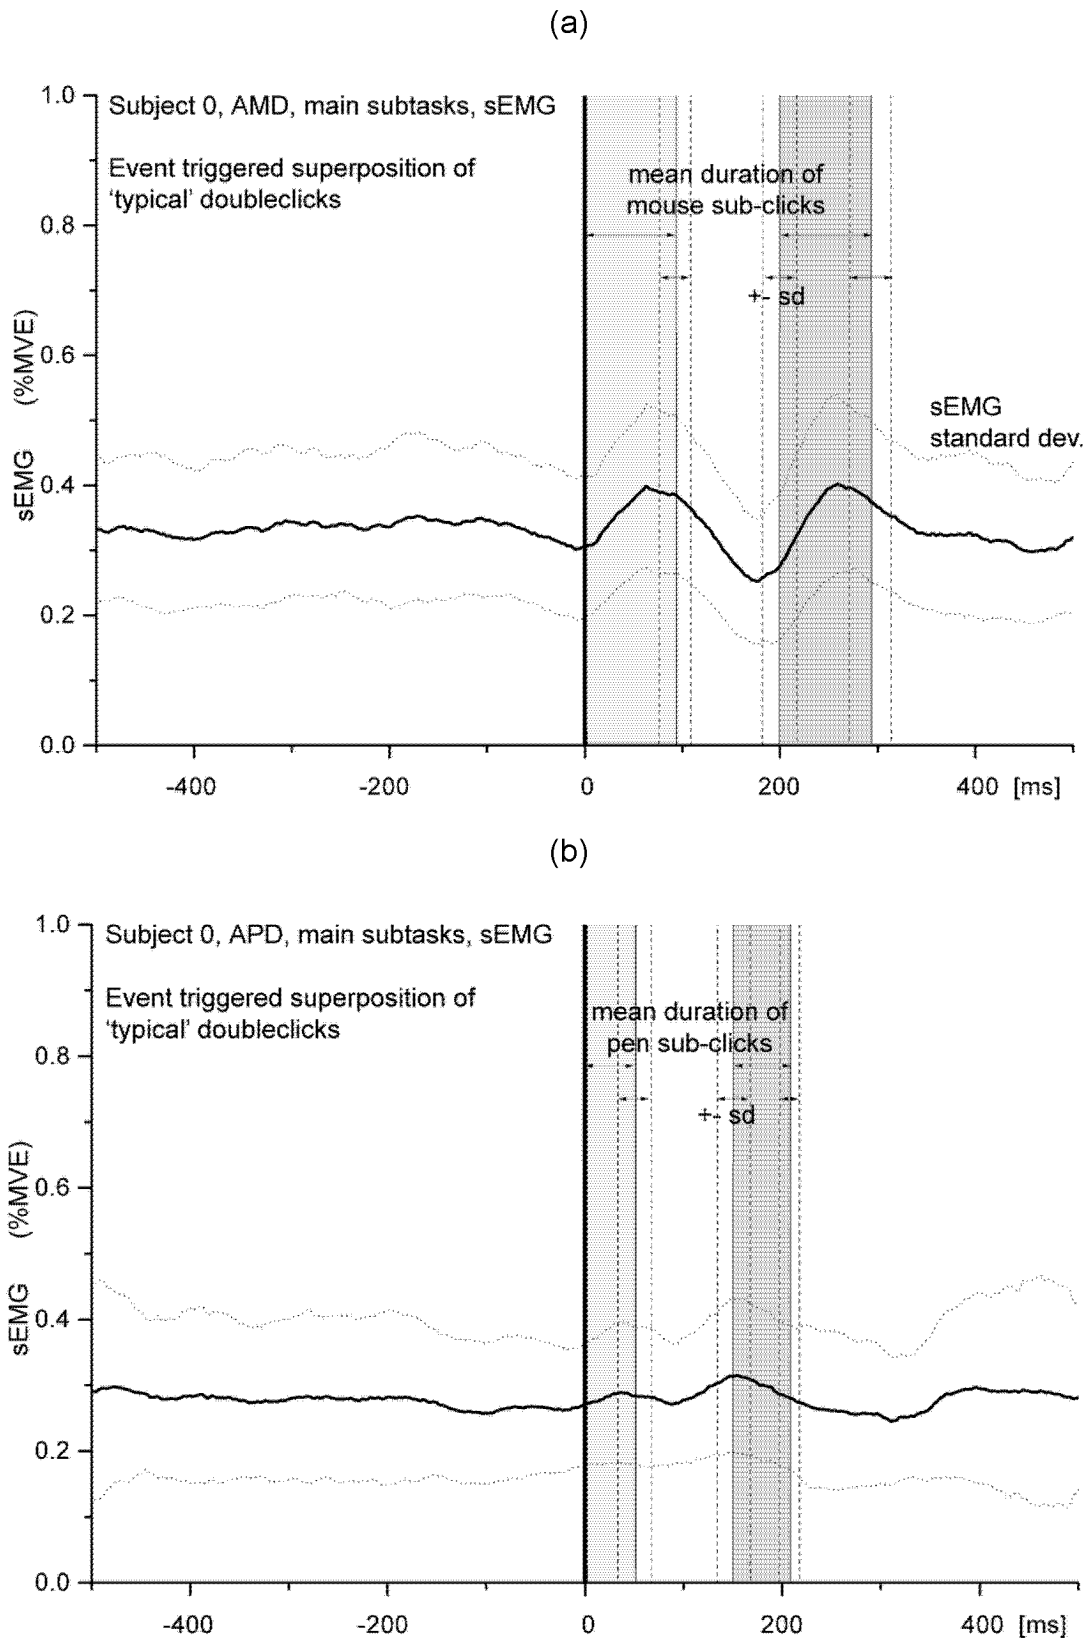 (a)
Subject 0, AMD, main subtasks, sEMG
Event triggered superposition of
'typical' doubleclicks
mean duration of
mouse sub-clicks
+- sd
sEMG
standard dev.
sEMG (%MVE)
1.0
0.8
0.6
0.4
0.2
0.0
-400 -200 0 200 400 [ms]
(b)
Subject 0, APD, main subtasks, sEMG
Event triggered superposition of
'typical' doubleclicks
mean duration of
pen sub-clicks
+- sd
sEMG (%MVE)
1.0
0.8
0.6
0.4
0.2
0.0
-400 -200 0 200 400 [ms]